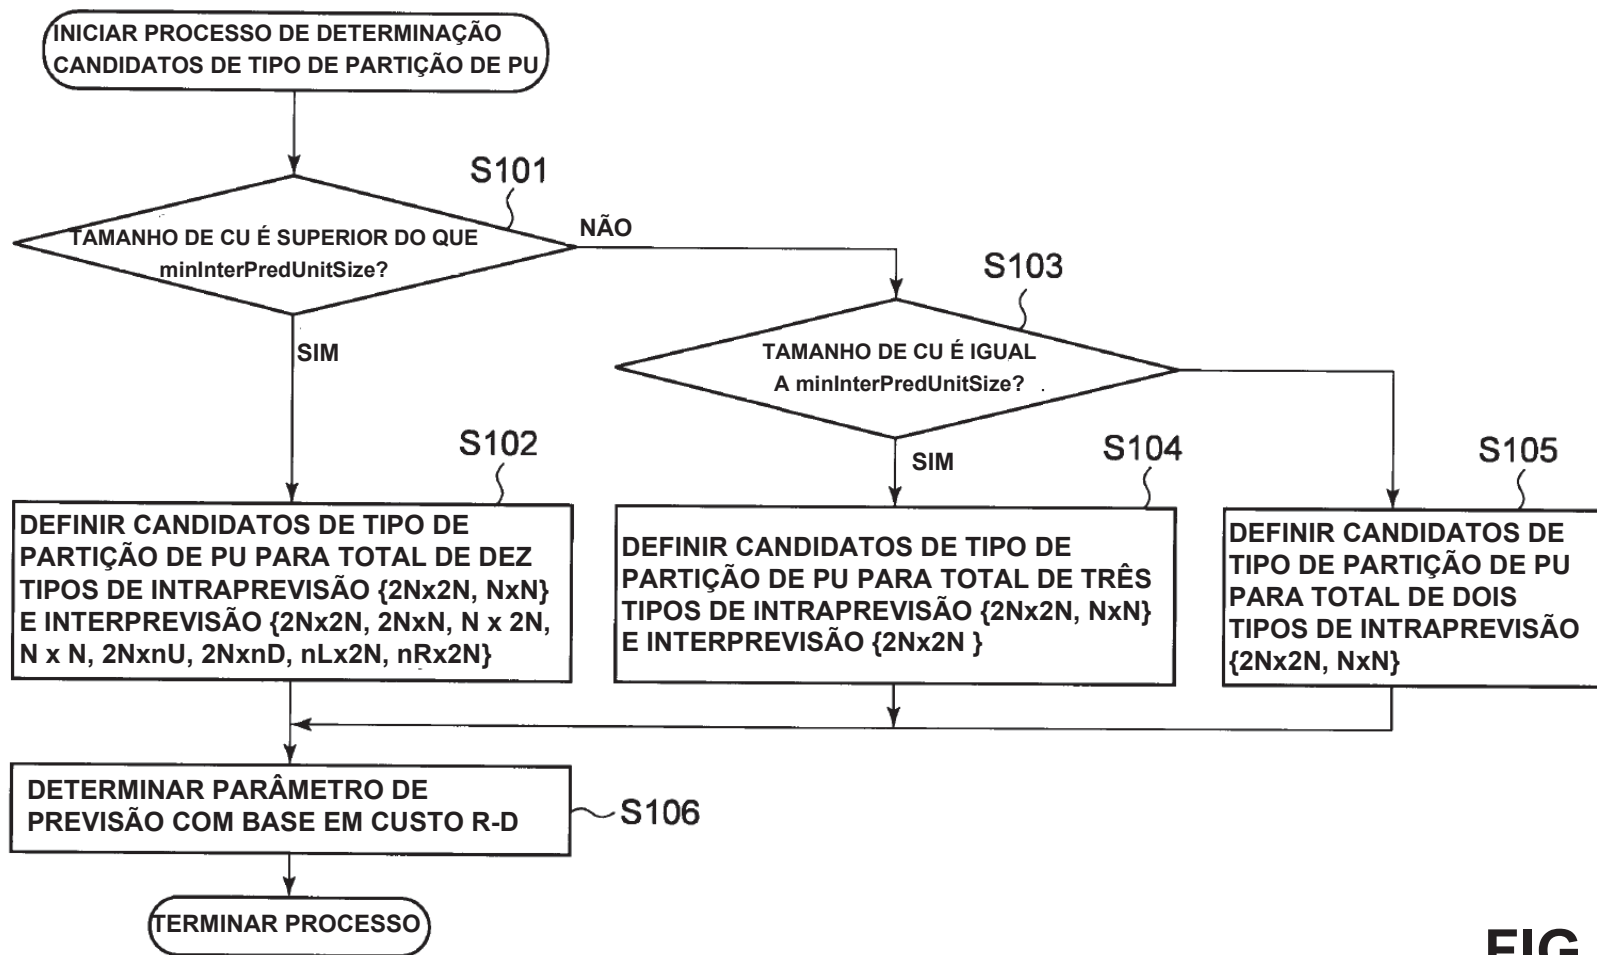 INICIAR PROCESSO DE DETERMINAÇÃO
CANDIDATOS DE TIPO DE PARTIÇÃO DE PU
S101
TAMANHO DE CU É SUPERIOR DO QUE
minInterPredUnitSize?
NÃO
SIM
S103
TAMANHO DE CU É IGUAL
A minInterPredUnitSize?
SIM
S102
DEFINIR CANDIDATOS DE TIPO DE
PARTIÇÃO DE PU PARA TOTAL DE DEZ
TIPOS DE INTRAPREVISÃO {2Nx2N, NxN}
E INTERPREVISÃO {2Nx2N, 2NxN, N x 2N,
N x N, 2NxnU, 2NxnD, nLx2N, nRx2N}
S104
DEFINIR CANDIDATOS DE TIPO DE
PARTIÇÃO DE PU PARA TOTAL DE TRÊS
TIPOS DE INTRAPREVISÃO {2Nx2N, NxN}
E INTERPREVISÃO {2Nx2N }
S105
DEFINIR CANDIDATOS DE
TIPO DE PARTIÇÃO DE PU
PARA TOTAL DE DOIS
TIPOS DE INTRAPREVISÃO
{2Nx2N, NxN}
DETERMINAR PARÂMETRO DE
PREVISÃO COM BASE EM CUSTO R-D
S106
TERMINAR PROCESSO
FIG